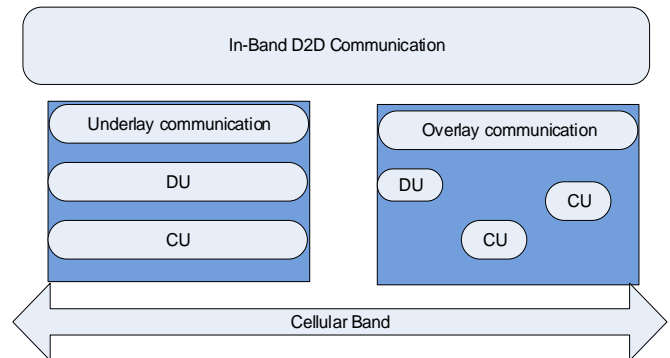 In-Band D2D Communication
Underlay communication
DU
CU
Overlay communication
DU
CU
CU
Cellular Band